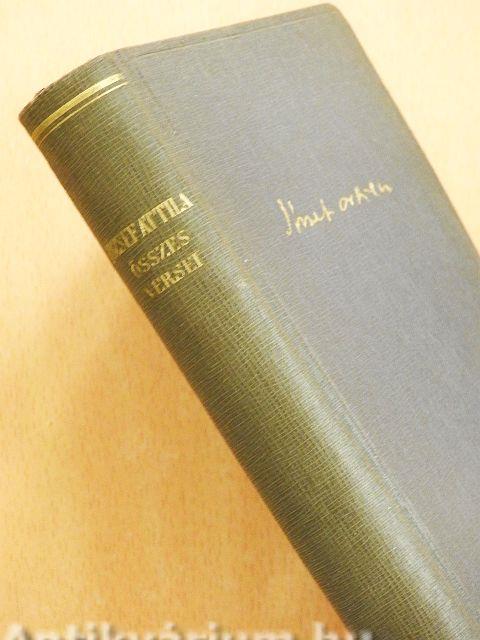 JÓZSEF ATTILA
ÖSSZES
VERSEI
József Attila
Antikvárium.hu